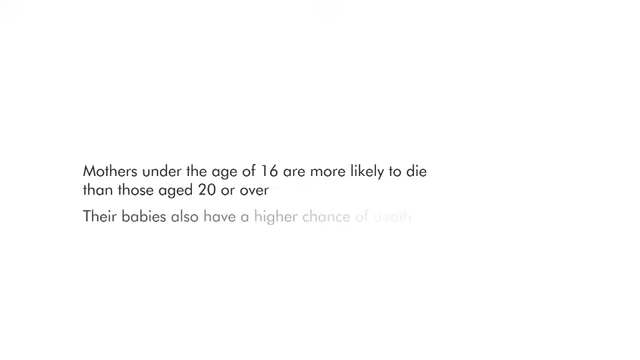 Mothers under the age of 16 are more likely to die
than those aged 20 or over
Their babies also have a higher chance of death